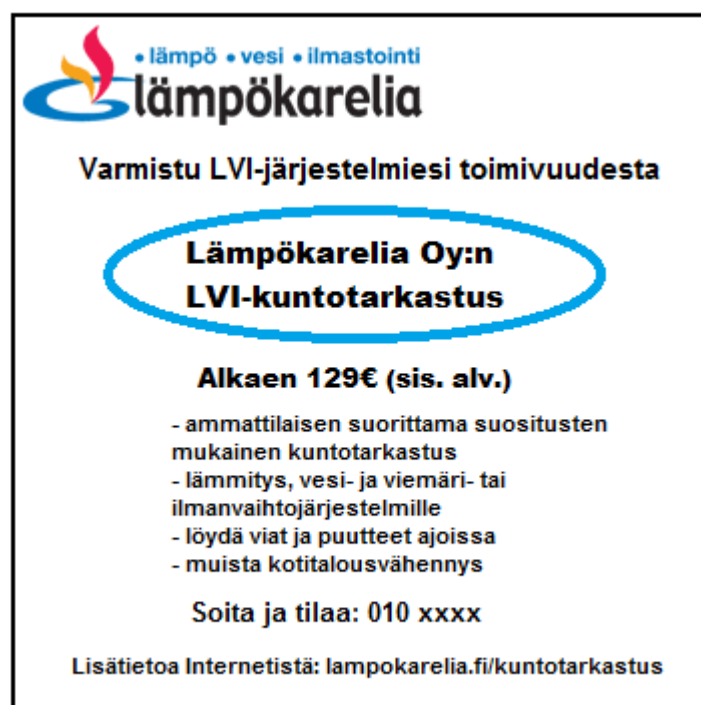 • lämpö • vesi • ilmastointi
lämpökarelia
Varmistu LVI-järjestelmiesi toimivuudesta
Lämpökarelia Oy:n
LVI-kuntotarkastus
Alkaen 129€ (sis. alv.)
- ammattilaisen suorittama suositusten
mukainen kuntotarkastus
- lämmitys, vesi- ja viemäri- tai
ilmanvaihtojärjestelmille
- löydä viat ja puutteet ajoissa
- muista kotitalousvähennys
Soita ja tilaa: 010 xxxx
Lisätietoa Internetistä: lampokarelia.fi/kuntotarkastus